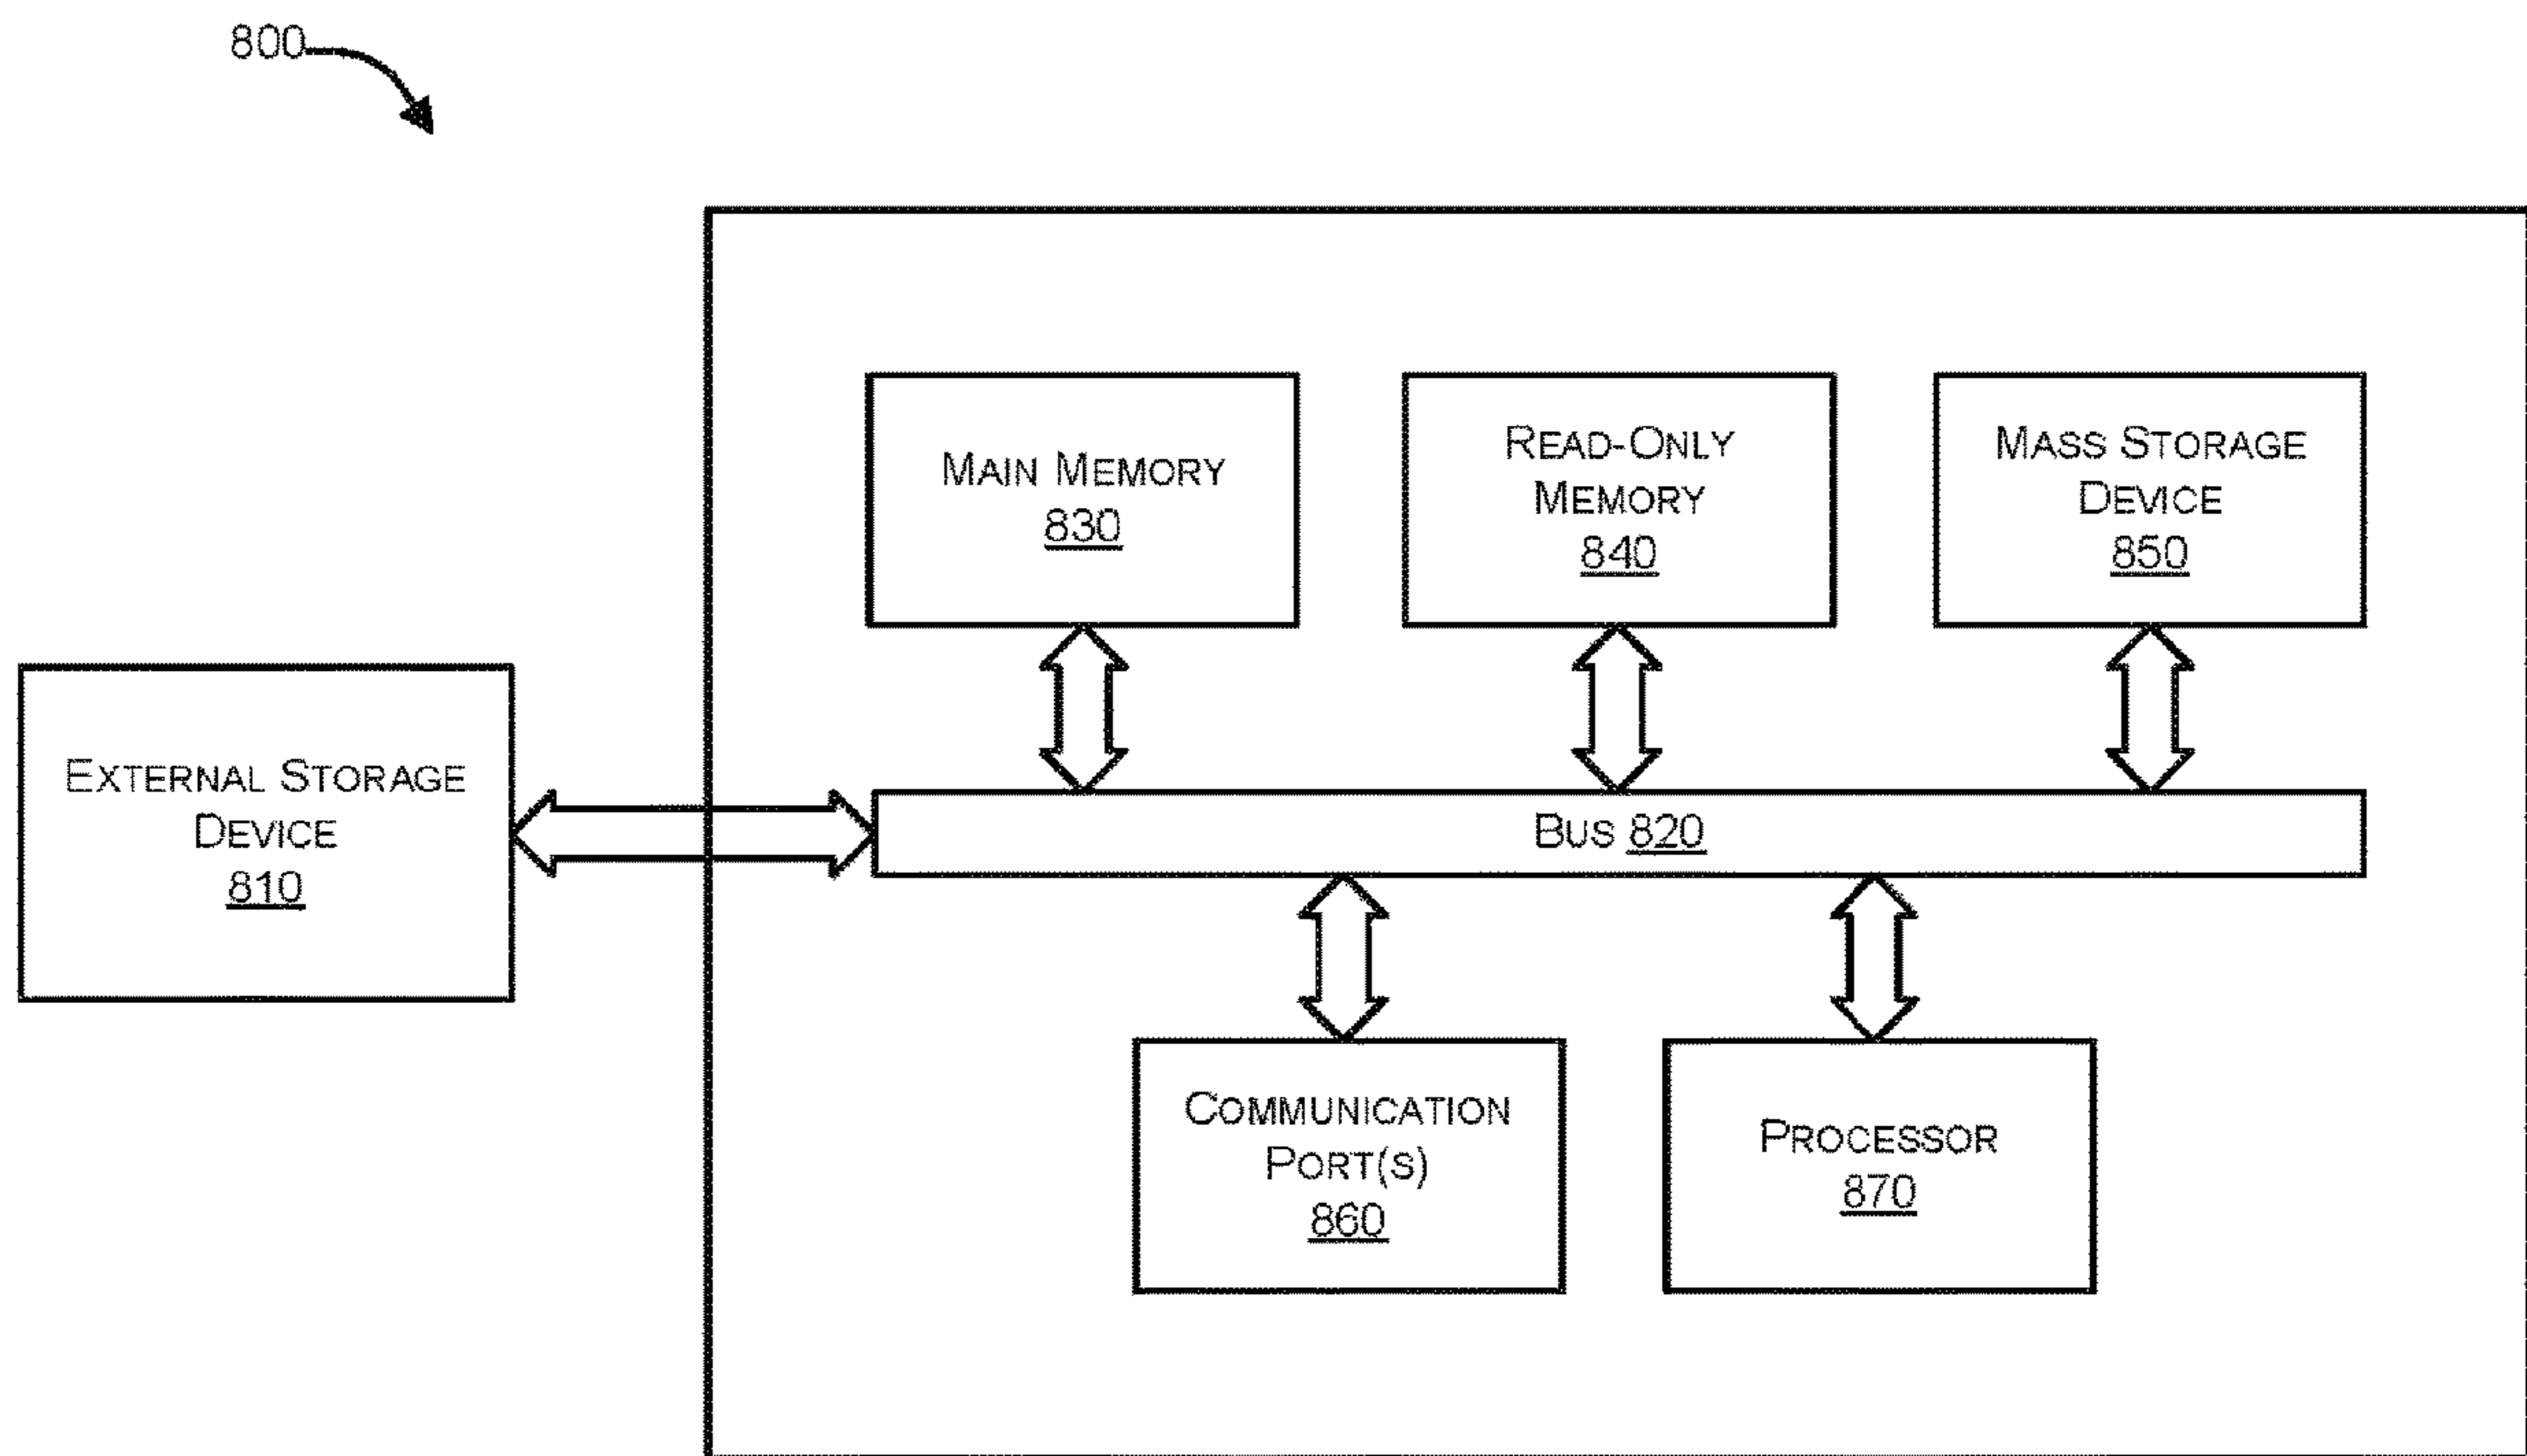 800
MAIN MEMORY
830
READ-ONLY
MEMORY
840
MASS STORAGE
DEVICE
850
EXTERNAL STORAGE
DEVICE
810
BUS 820
COMMUNICATION
PORT(S)
860
PROCESSOR
870